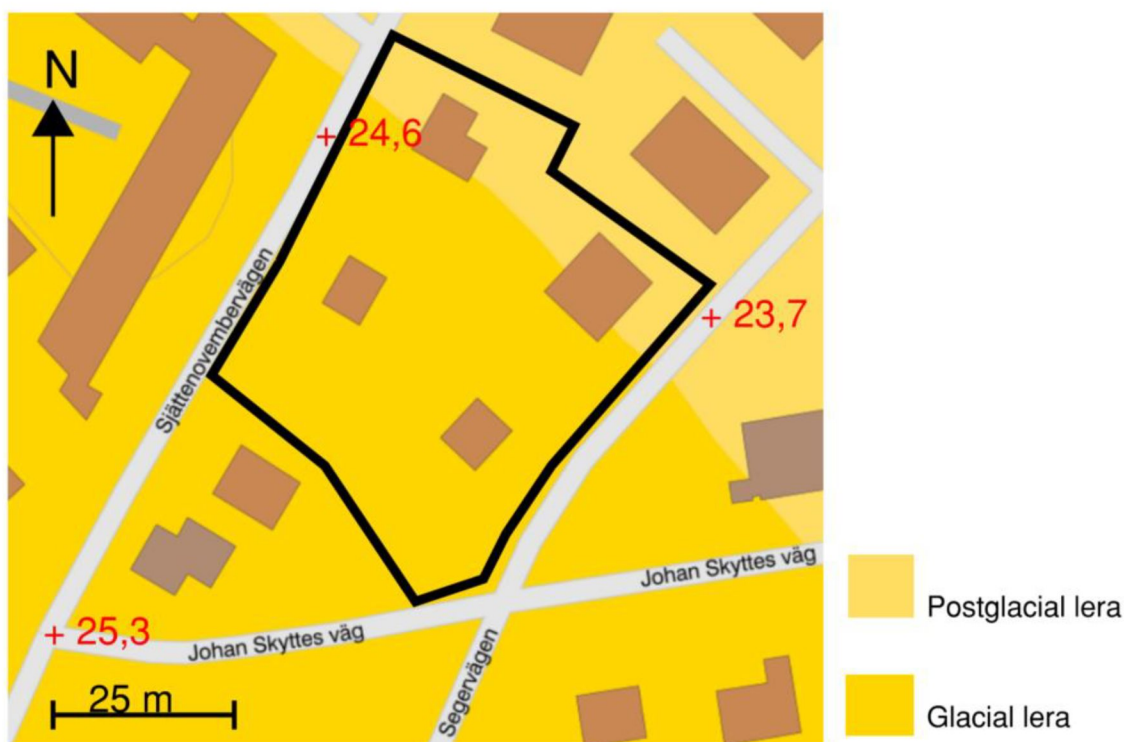 N
+ 24,6
Sjättenovembervägen
+ 23,7
Johan Skyttes väg
Postglacial lera
+ 25,3
Johan Skyttes väg
Segervägen
25 m
Glacial lera